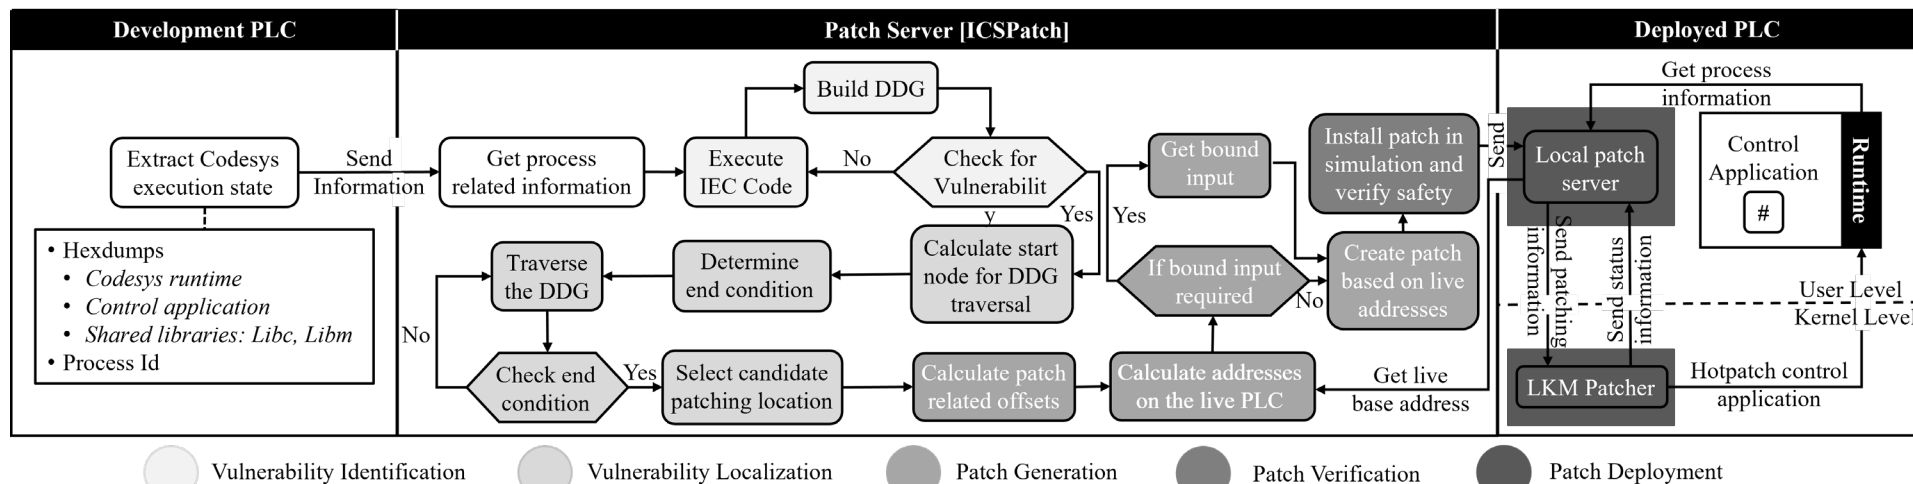 Development PLC
Patch Server [ICSPatch]
Deployed PLC
Extract Codesys
execution state
Send
Information
• Hexdumps
• Codesys runtime
• Control application
• Shared libraries: Libc, Libm
• Process Id
Get process
related information
Execute
IEC Code
Build DDG
No
Check for
Vulnerabilit
y
Yes
Calculate start
node for DDG
traversal
Determine
end condition
Traverse
the DDG
No
Check end
condition
Yes
Select candidate
patching location
Calculate patch
related offsets
Calculate addresses
on the live PLC
Get live
base address
If bound input
required
Yes
No
Get bound
input
Create patch
based on live
addresses
Install patch in
simulation and
verify safety
Send
Local patch
server
Get process
information
Control
Application
#
Runtime
Send patching
information
Send status
information
User Level
Kernel Level
LKM Patcher
Hotpatch control
application
Vulnerability Identification
Vulnerability Localization
Patch Generation
Patch Verification
Patch Deployment